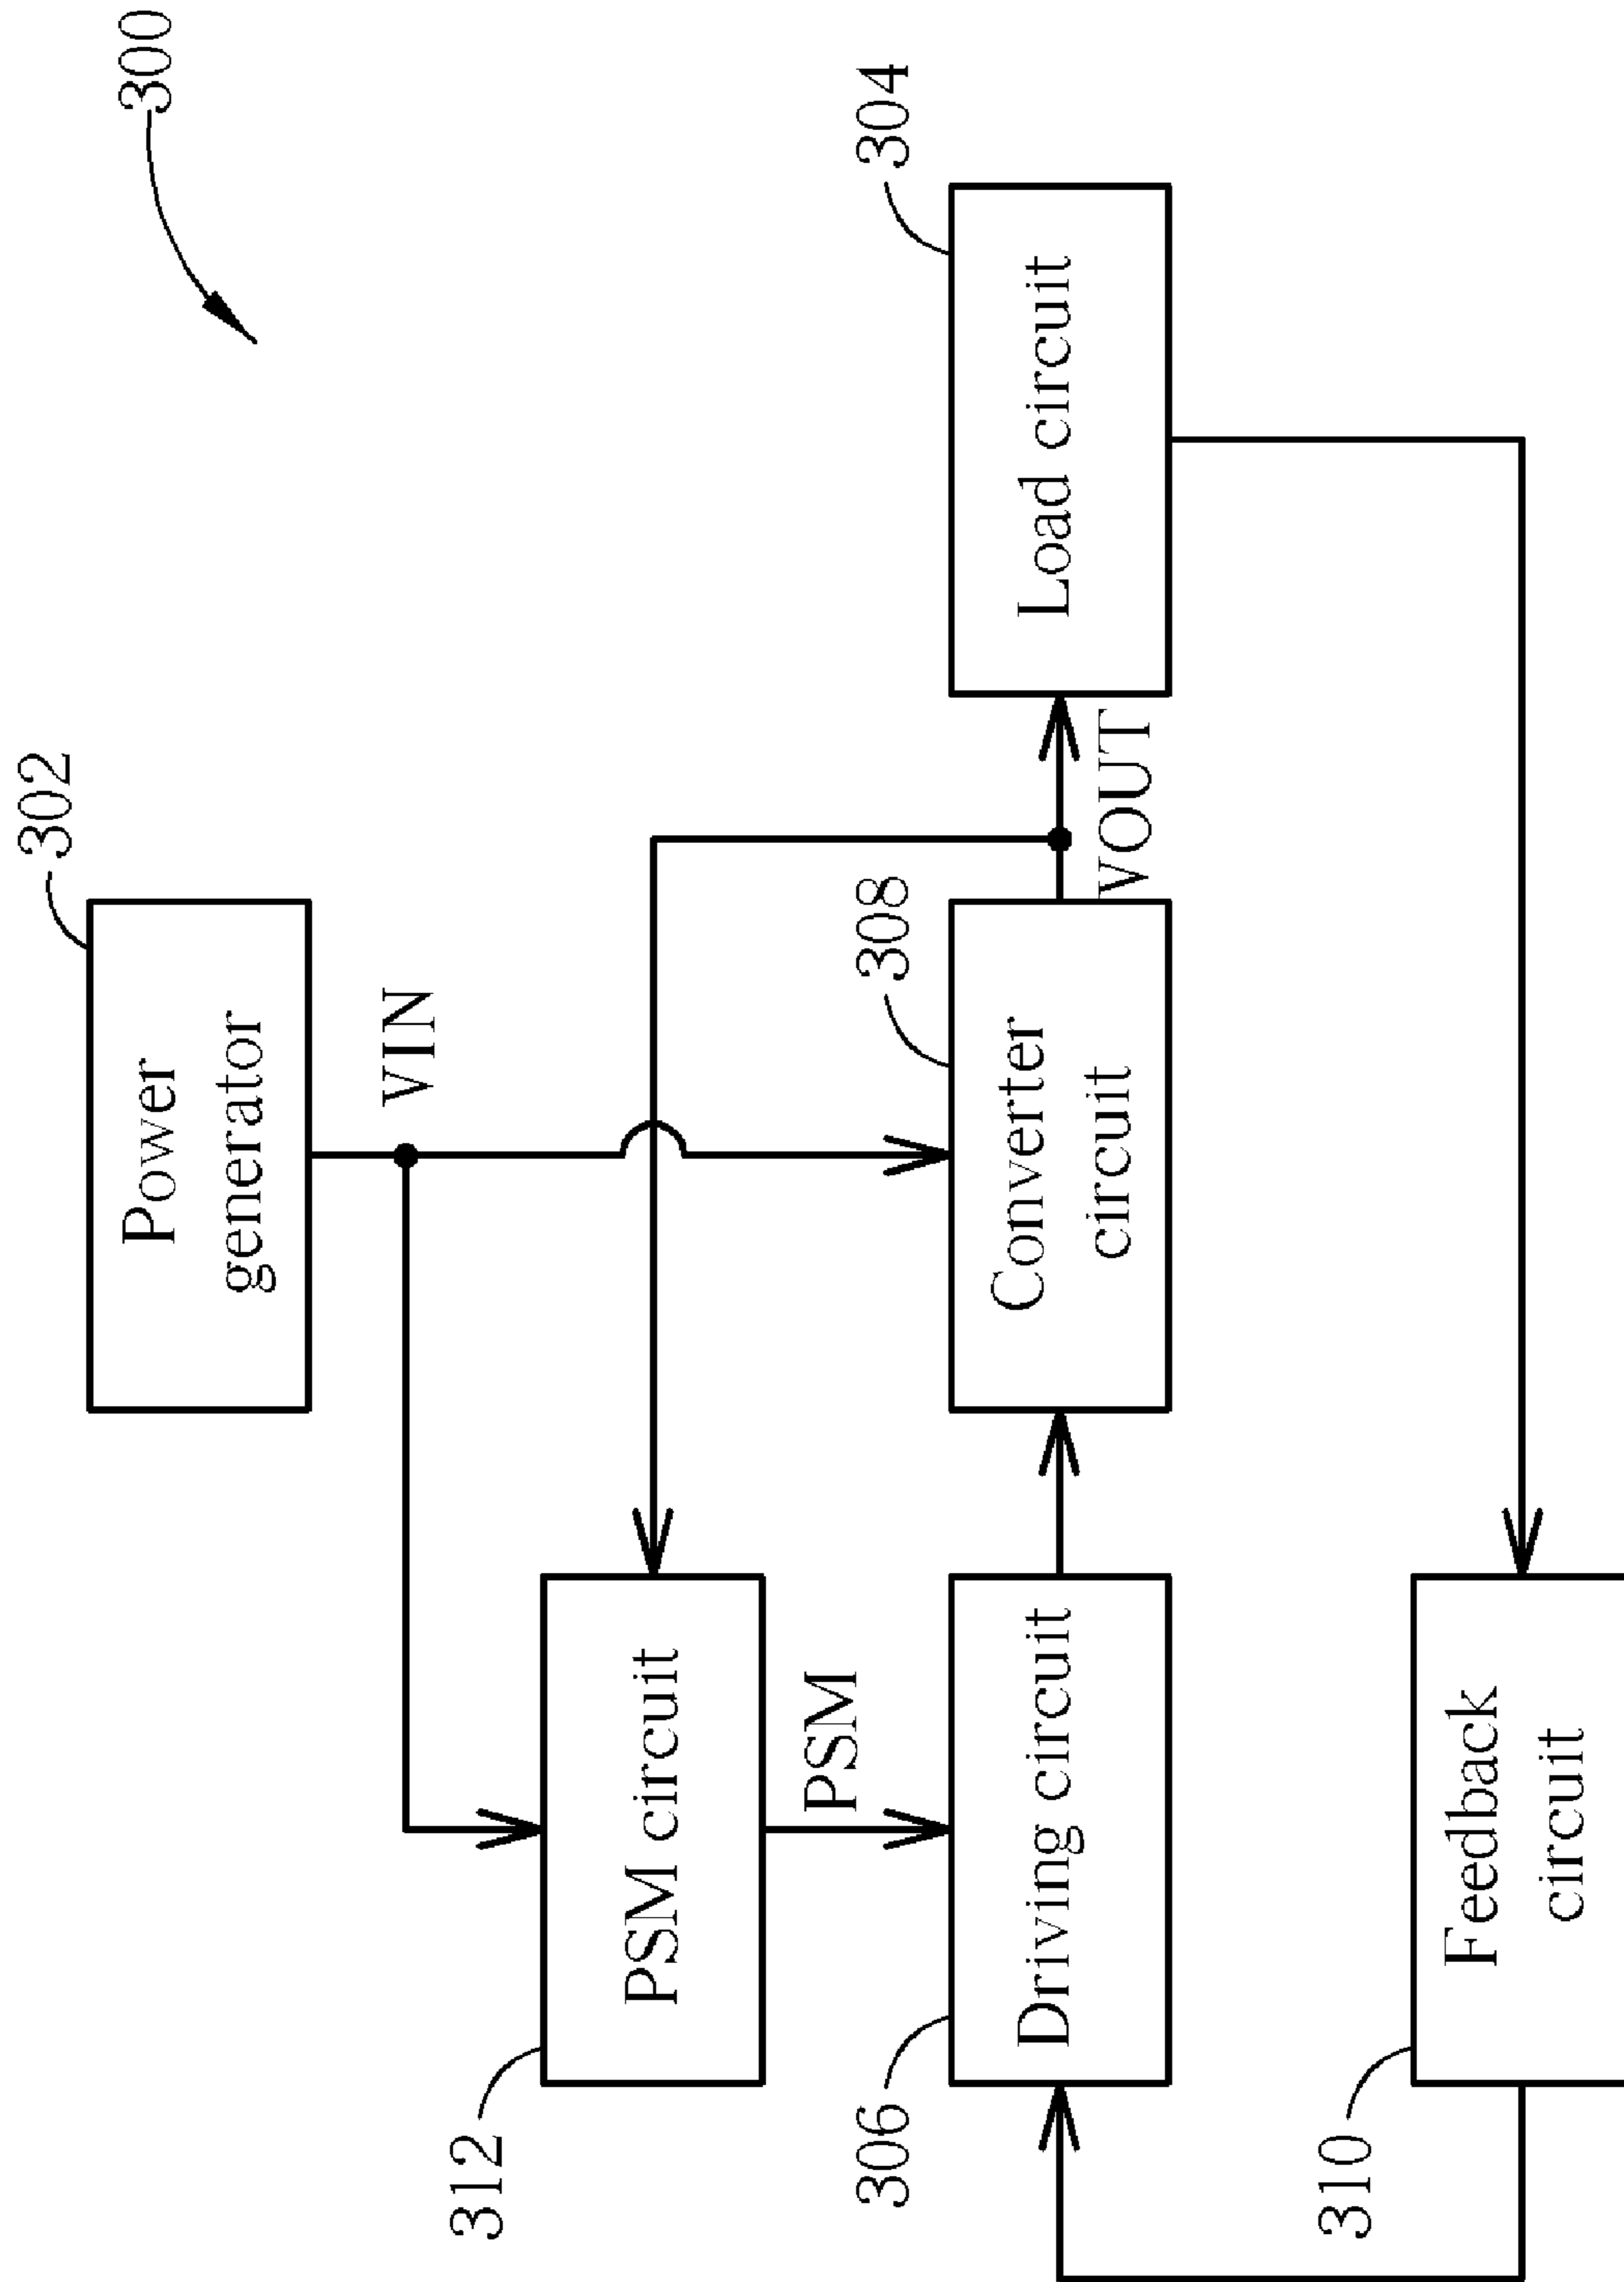 300
302
Power
generator
VIN
312
PSM circuit
PSM
306
Driving circuit
308
Converter
circuit
VOUT
304
Load circuit
310
Feedback
circuit